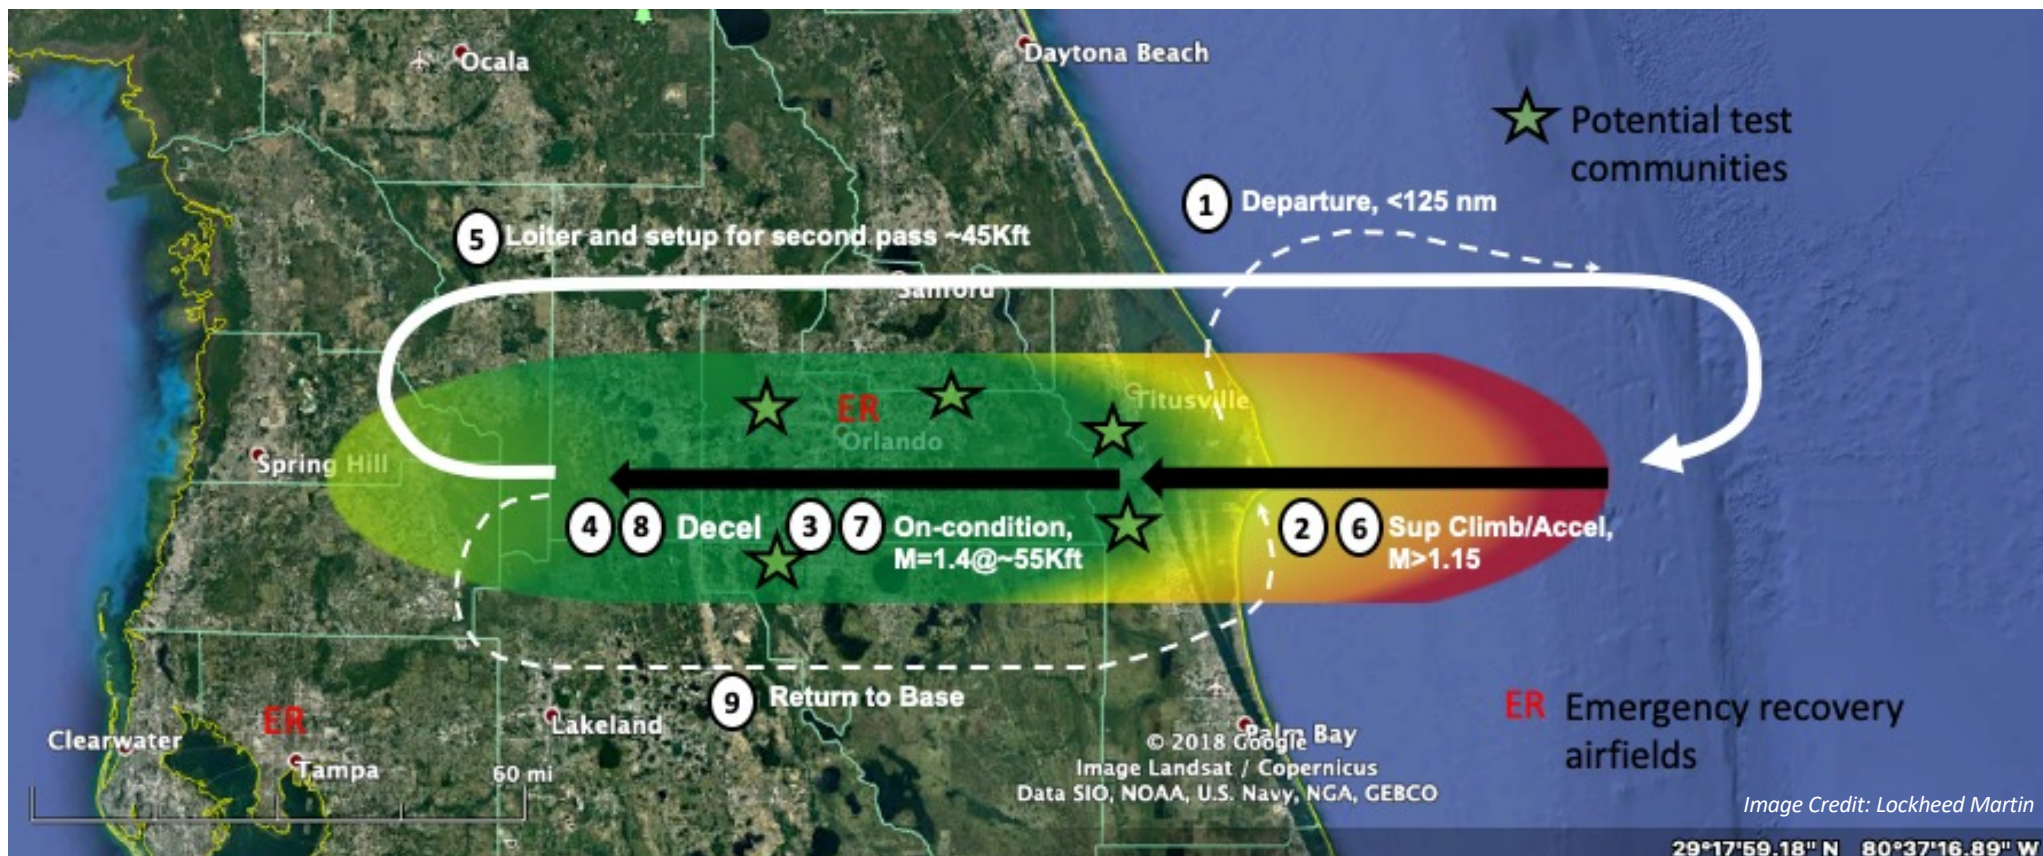 Ocala
Daytona Beach
Potential test
communities
1 Departure, <125 nm
5 Loiter and setup for second pass ~45Kft
Sanford
ER
Orlando
Titusville
Spring Hill
4 8 Decel
3 7 On-condition,
M=1.4@~55Kft
2 6 Sup Climb/Accel,
M>1.15
9 Return to Base
ER Emergency recovery
airfields
ER
Clearwater
Tampa
Lakeland
60 mi
Palm Bay
© 2018 Google
Image Landsat / Copernicus
Data SIO, NOAA, U.S. Navy, NGA, GEBCO
Image Credit: Lockheed Martin
29°17'59.18" N 80°37'16.89" W